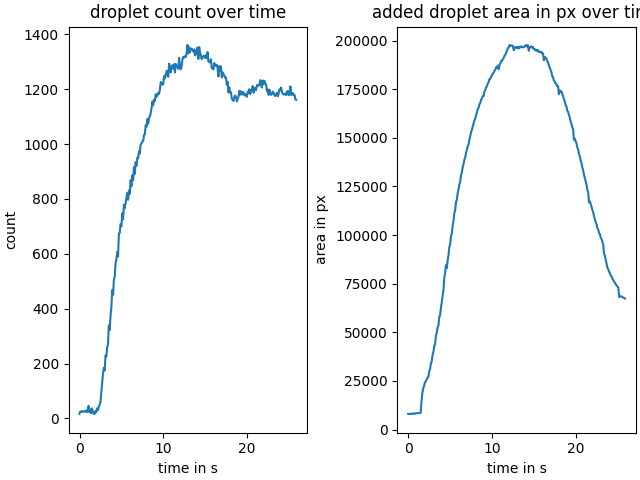 droplet count over time
1400
1200
1000
800
600
400
200
0
count
0 10 20
time in s
added droplet area in px over tir
200000
175000
150000
125000
100000
75000
50000
25000
0
area in px
0 10 20
time in s